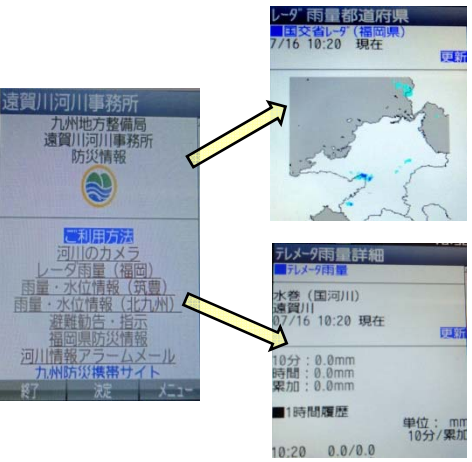 遠賀川河川事務所
九州地方整備局
遠賀川河川事務所
防災情報
ご利用方法
河川のカメラ
レーダ雨量（福岡）
雨量・水位情報（筑豊）
雨量・水位情報（北九州）
避難勧告・指示
福岡県防災情報
河川情報アラームメール
九州防災携帯サイト
終了 決定 メニュー
レーダ雨量都道府県
■国交省レーダ（福岡県）
7/16 10:20 現在
更新
テレメータ雨量詳細
■テレメータ雨量
水巻（国河川）
遠賀川
07/16 10:20 現在
更新
10分：0.0mm
時間：0.0mm
累加：0.0mm
■1時間履歴
単位： mm
10分/累加
10:20 0.0/0.0